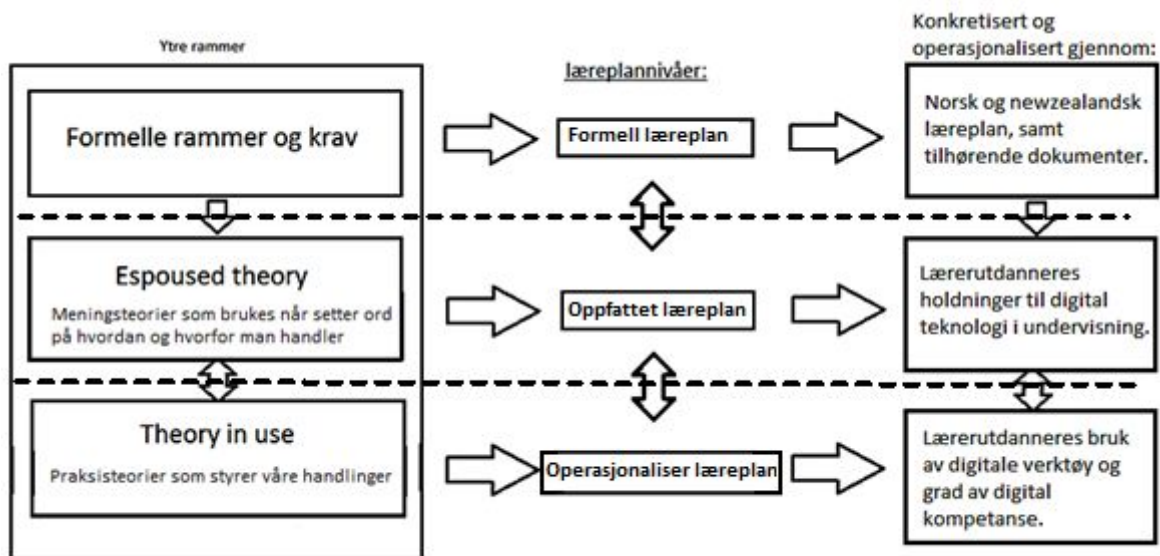 Ytre rammer
læreplannivåer:
Konkretisert og
operasjonalisert gjennom:
Formelle rammer og krav
Formell læreplan
Norsk og newzealandsk
læreplan, samt
tilhørende dokumenter.
Espoused theory
Meningsteorier som brukes når setter ord
på hvordan og hvorfor man handler
Oppfattet læreplan
Lærerutdanneres
holdninger til digital
teknologi i undervisning.
Theory in use
Praksisteorier som styrer våre handlinger
Operasjonaliser læreplan
Lærerutdanneres bruk
av digitale verktøy og
grad av digital
kompetanse.